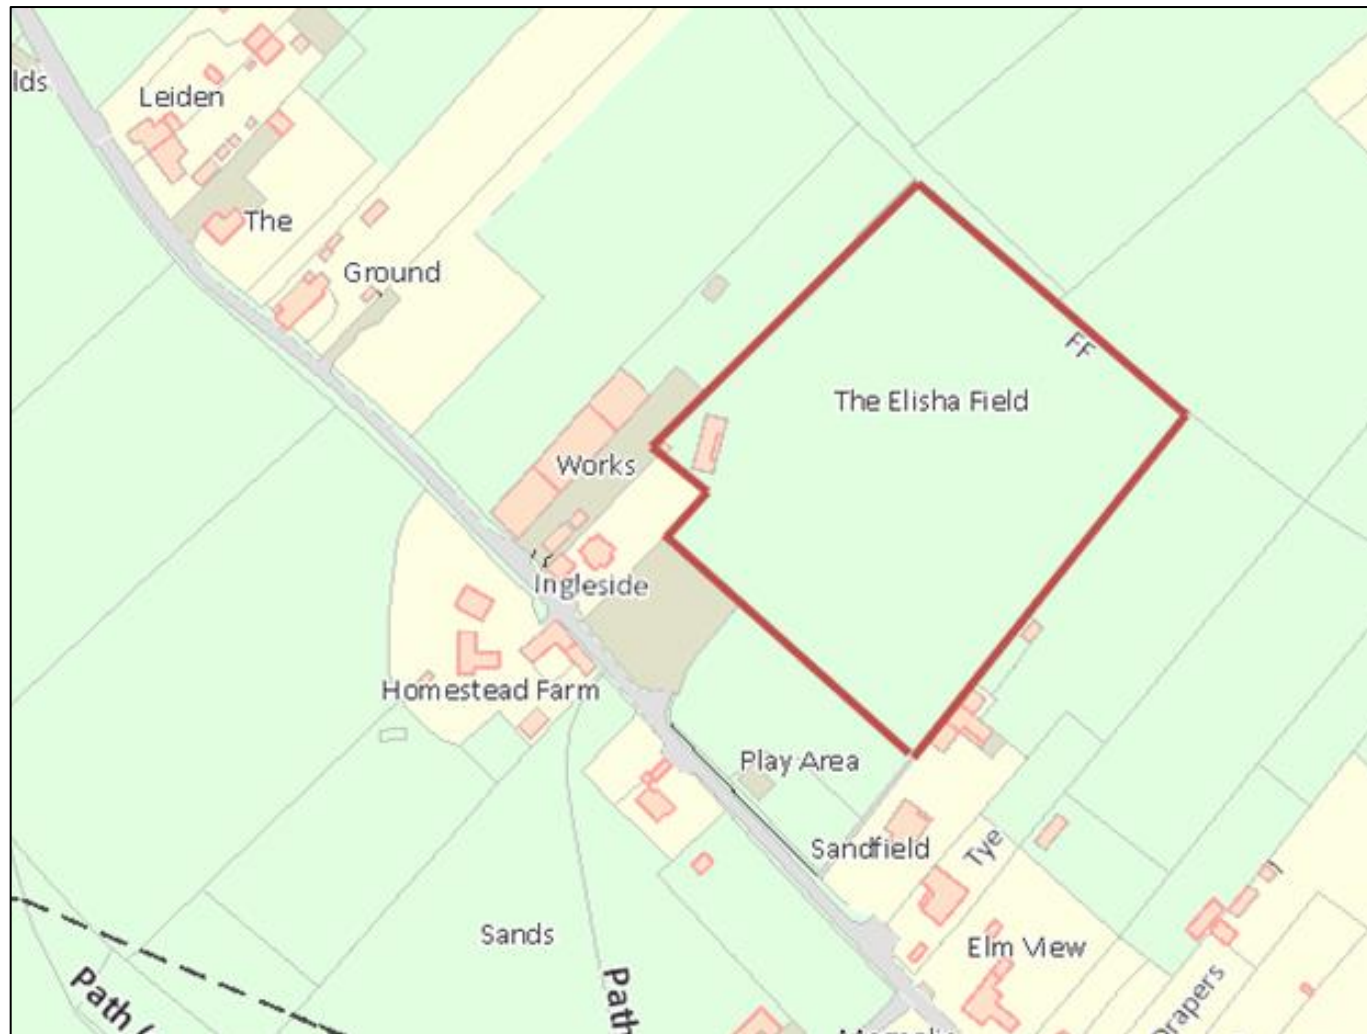 lds
Leiden
The
Ground
FF
The Elisha Field
Works
Ingleside
Homestead Farm
Play Area
Sandfield
Tye
Sands
Elm View
Path (
Path
Drapers